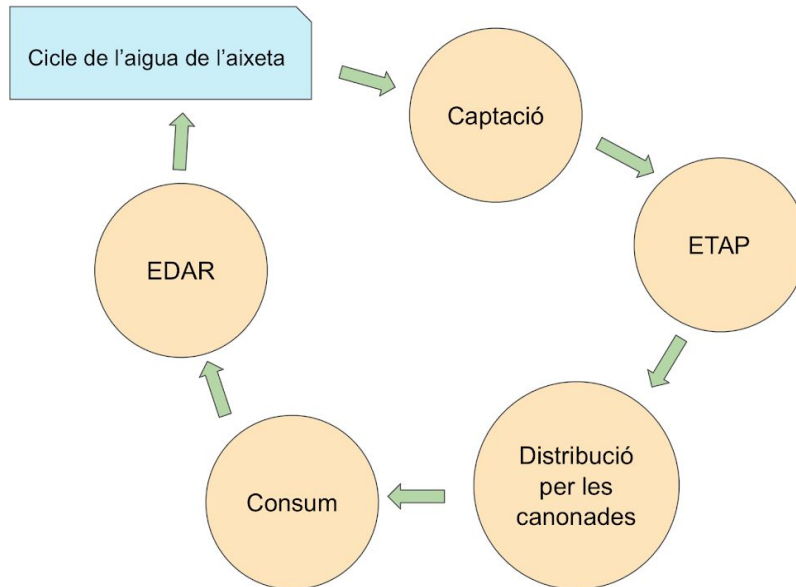 Cicle de l’aigua de l’aixeta
Captació
ETAP
Distribució
per les
canonades
Consum
EDAR